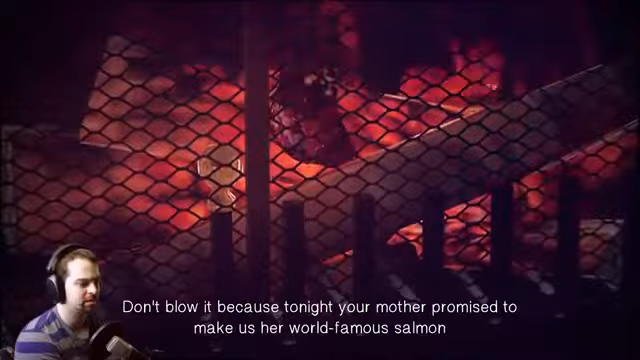 Don't blow it because tonight your mother promised to
make us her world-famous salmon